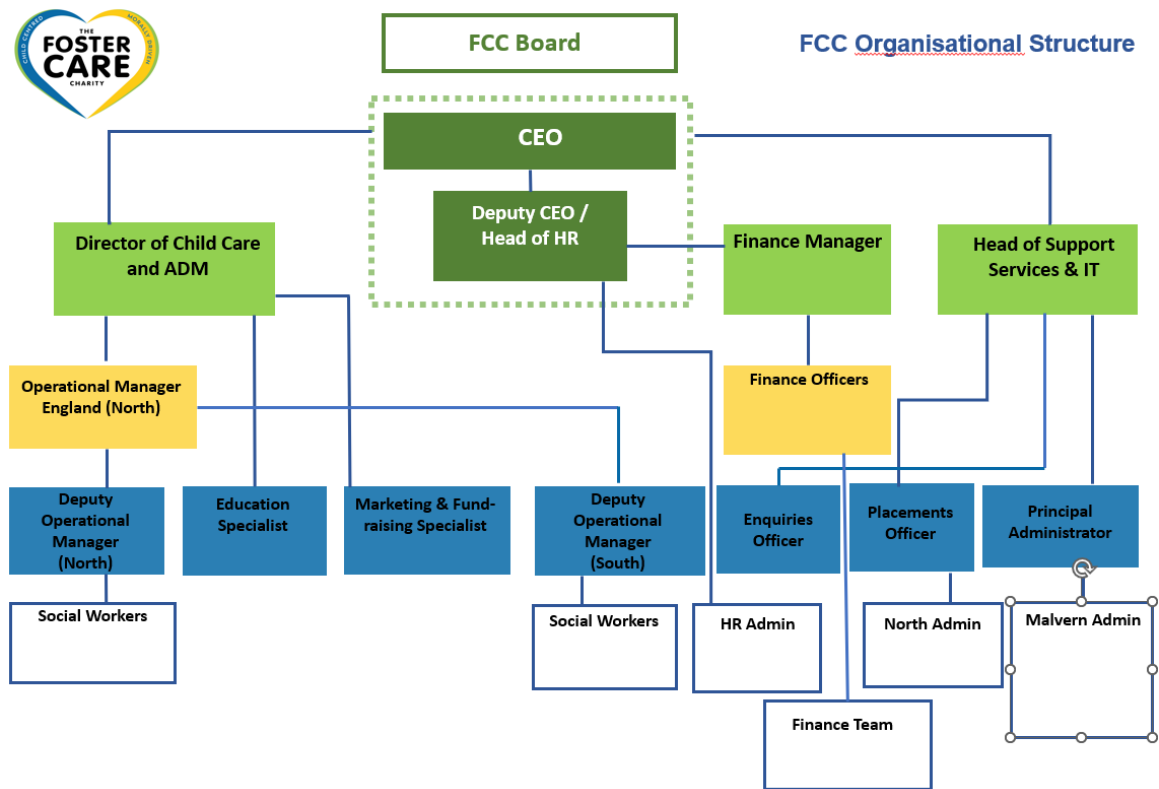 CHILD CENTRED
MORALLY DRIVEN
THE
FOSTER
CARE
CHARITY
FCC Board
FCC Organisational Structure
CEO
Deputy CEO /
Head of HR
Director of Child Care
and ADM
Finance Manager
Head of Support
Services & IT
Operational Manager
England (North)
Finance Officers
Deputy
Operational
Manager
(North)
Education
Specialist
Marketing & Fund-
raising Specialist
Deputy
Operational
Manager
(South)
Enquiries
Officer
Placements
Officer
Principal
Administrator
Social Workers
Social Workers
HR Admin
North Admin
Malvern Admin
Finance Team